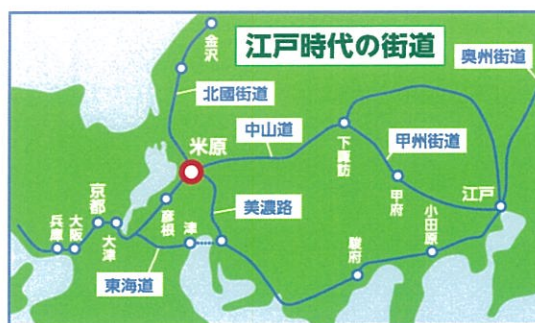 江戸時代の街道
奥州街道
金沢
北國街道
中山道
米原
下諏訪
甲州街道
甲府
江戸
小田原
駿府
美濃路
彦根
津
東海道
大津
京都
大阪
兵庫